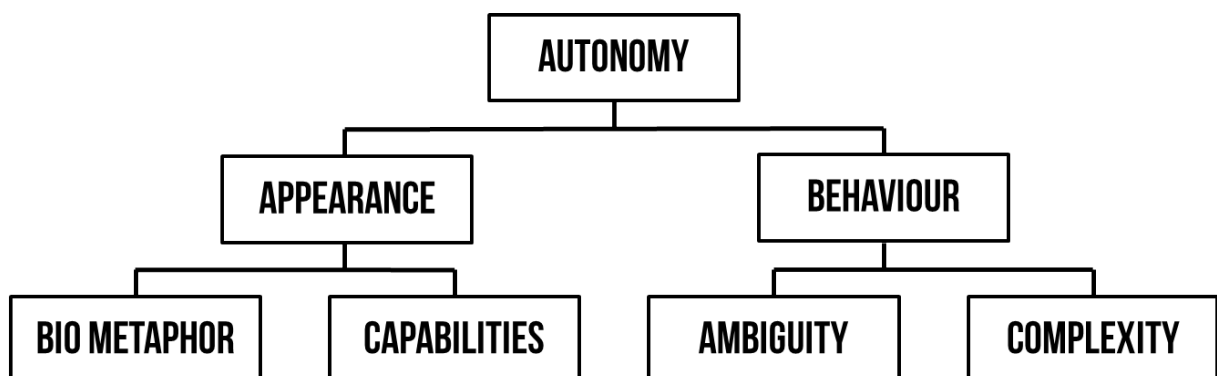 AUTONOMY
APPEARANCE
BEHAVIOUR
BIO METAPHOR
CAPABILITIES
AMBIGUITY
COMPLEXITY